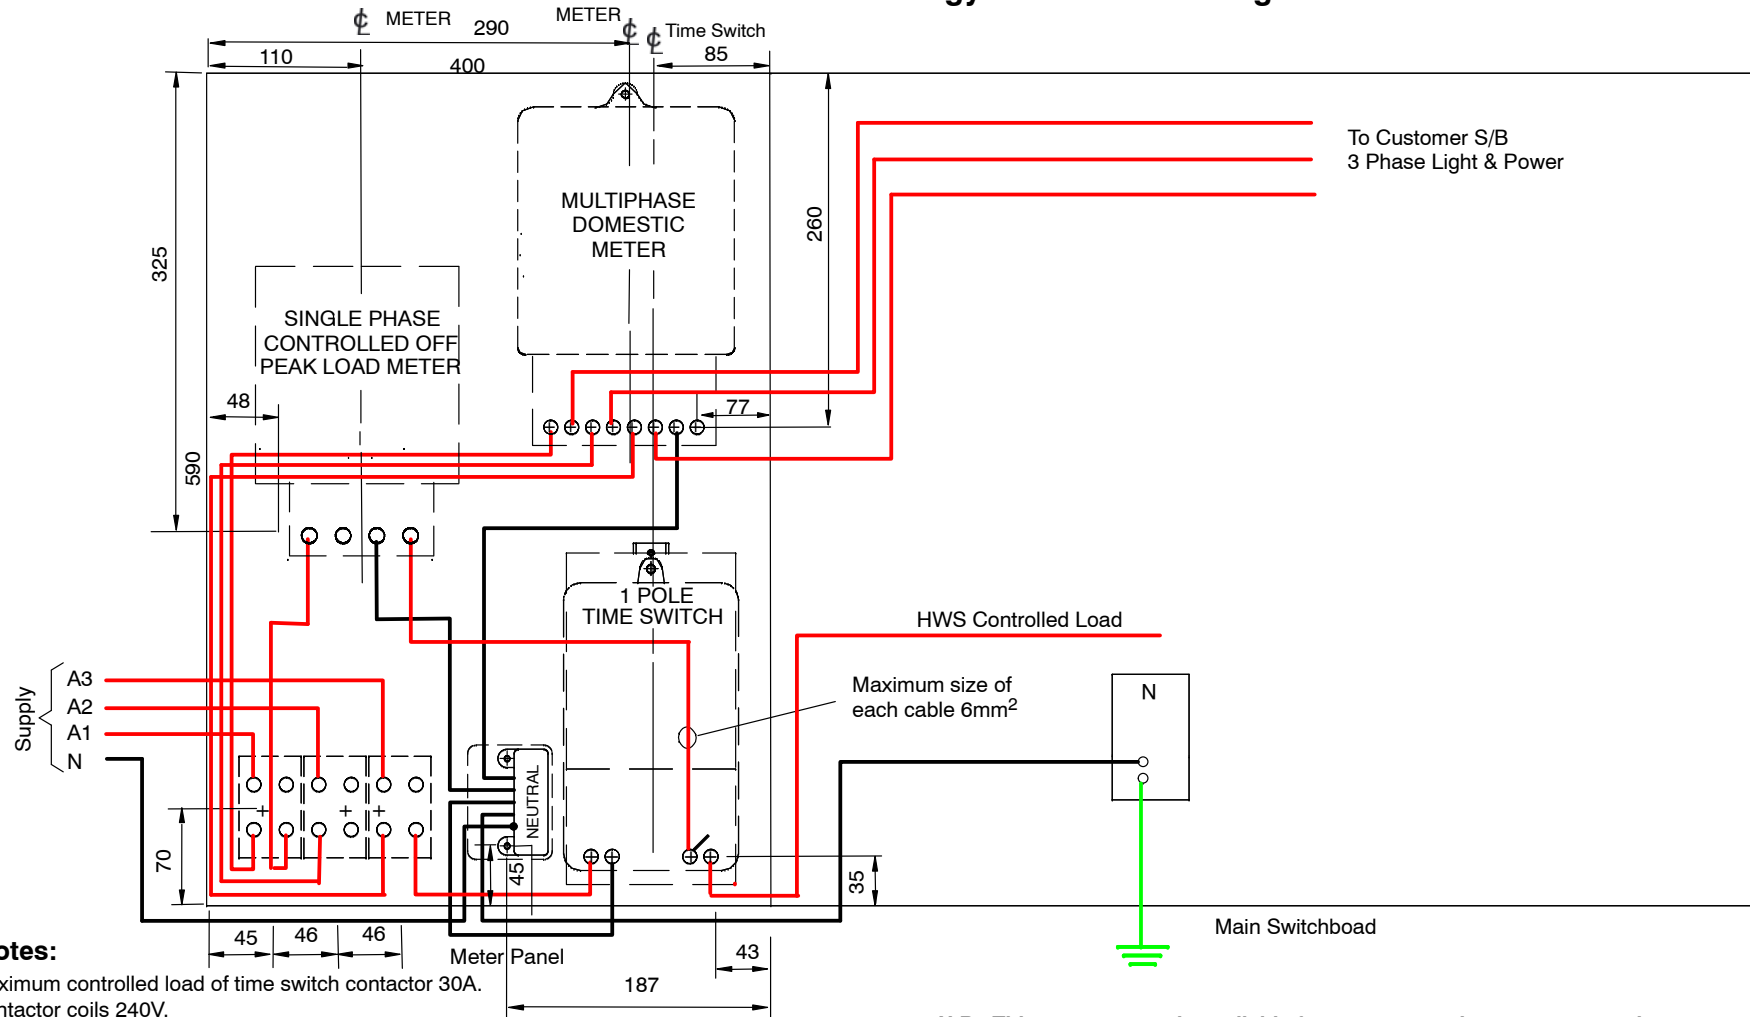 METER
METER
290
Time Switch
110
400
85
To Customer S/B
3 Phase Light & Power
MULTIPHASE
DOMESTIC
METER
260
325
SINGLE PHASE
CONTROLLED OFF
PEAK LOAD METER
48
77
590
1 POLE
TIME SWITCH
HWS Controlled Load
Supply
A3
A2
A1
N
Maximum size of
each cable 6mm2
N
NEUTRAL
70
45
35
Main Switchboad
45
46
46
Meter Panel
43
187
otes:
ximum controlled load of time switch contactor 30A.
ntactor coils 240V.